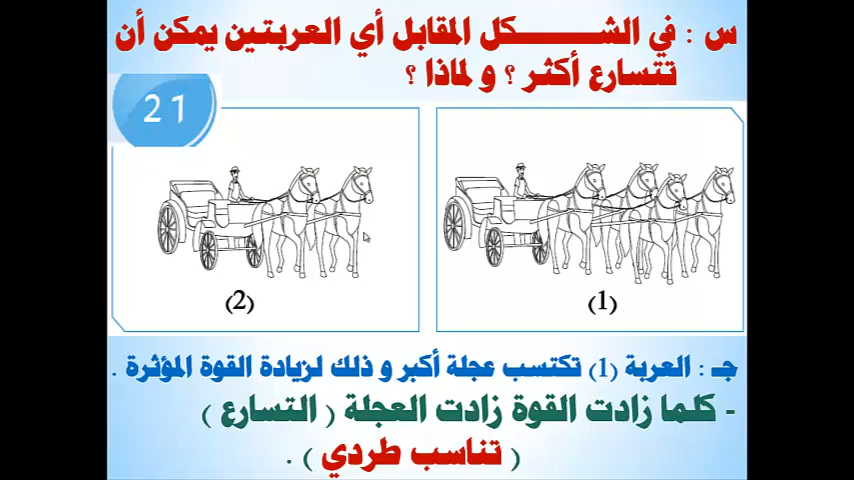 س : في الشكل المقابل أي العربتين يمكن أن
تتسارع أكثر ؟ و لماذا ؟
21
(1)
(2)
جـ : العربة (1) تكتسب عجلة أكبر و ذلك لزيادة القوة المؤثرة .
- كلما زادت القوة زادت العجلة ( التسارع )
( تناسب طردي ) .